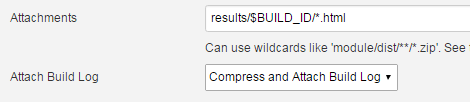 Attachments results/$BUILD_ID/*.html
Can use wildcards like 'module/dist/**/*.zip'. See
Attach Build Log Compress and Attach Build Log